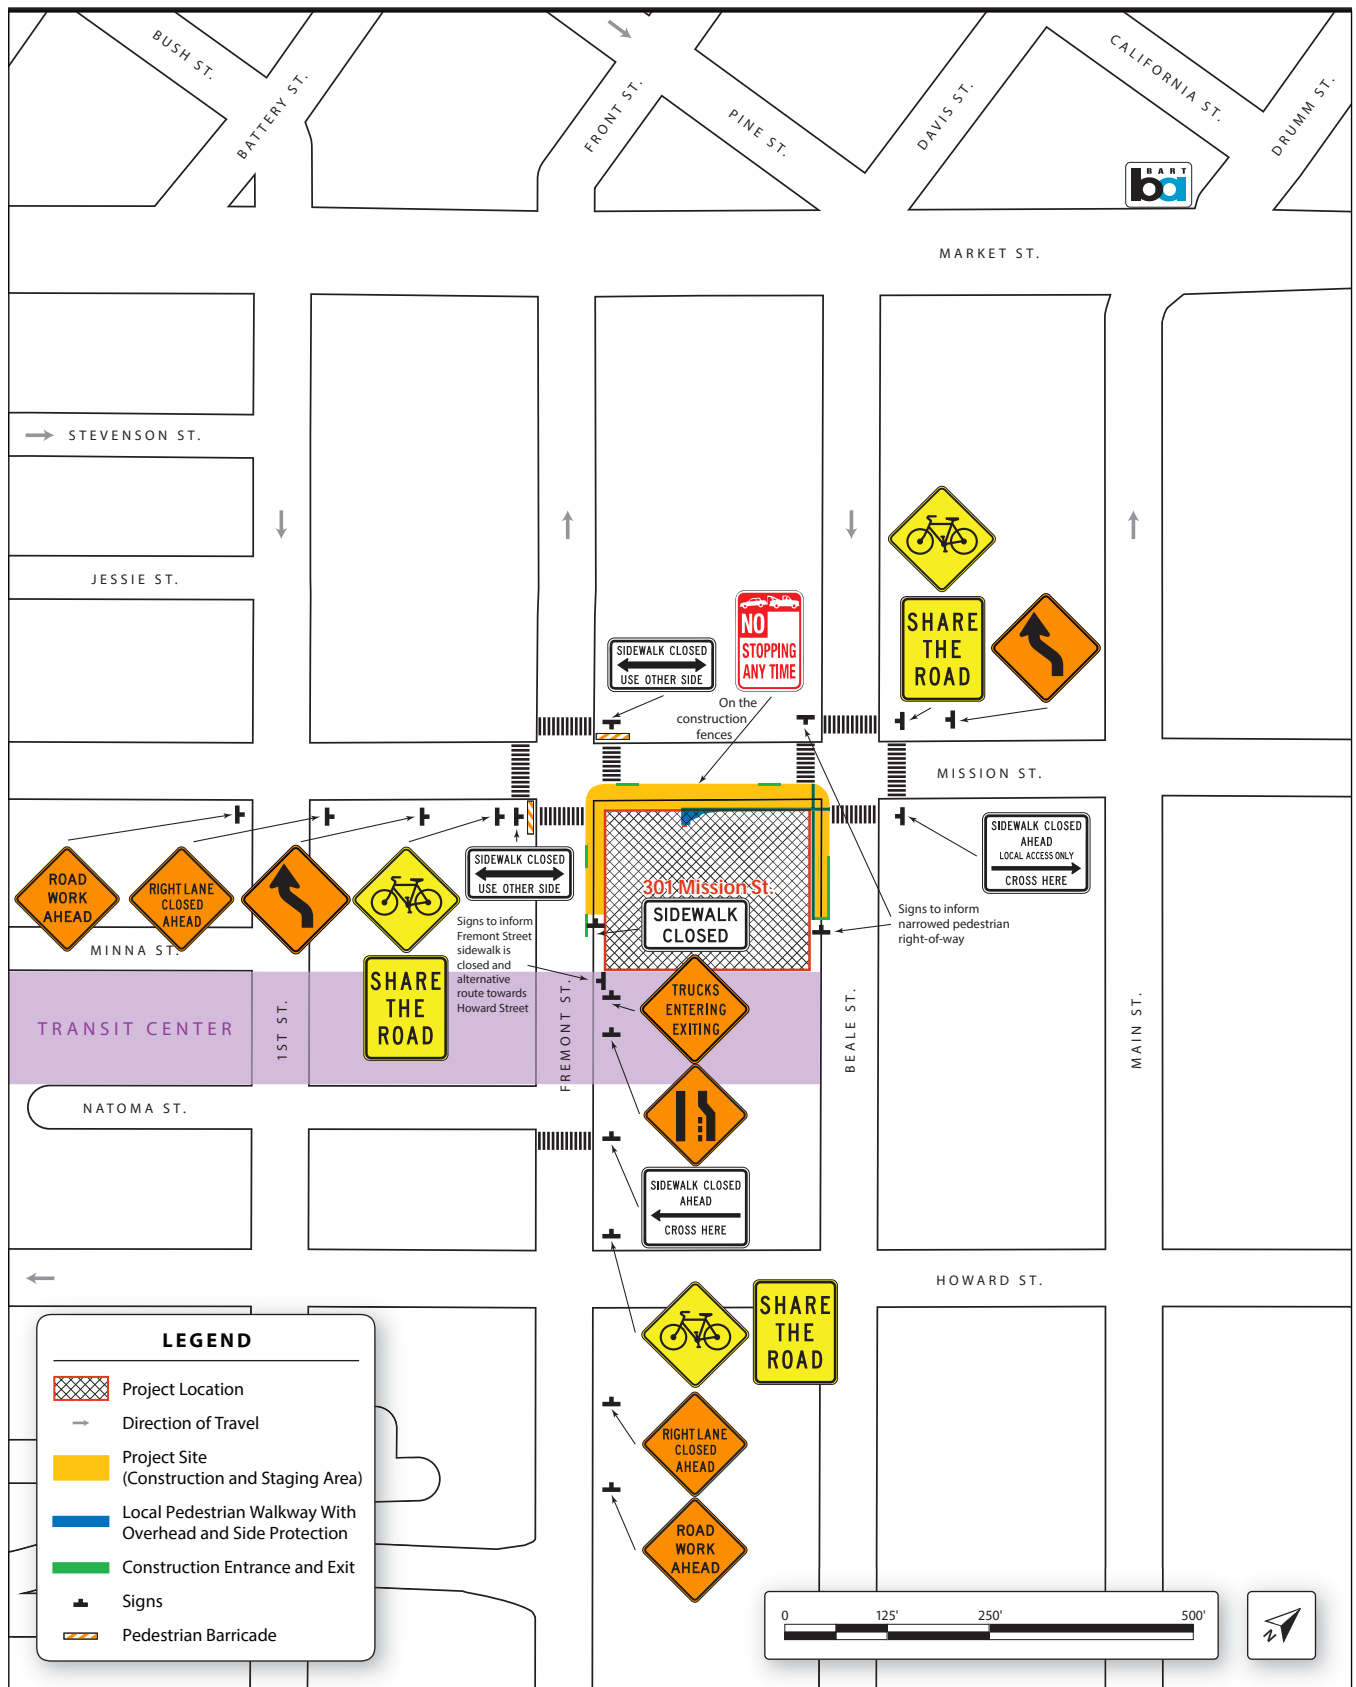 BUSH ST.
BATTERY ST.
FRONT ST.
PINE ST.
DAVIS ST.
CALIFORNIA ST.
DRUMM ST.
BART
ba
MARKET ST.
STEVENSON ST.
JESSIE ST.
SHARE
THE
ROAD
NO
STOPPING
ANY TIME
SIDEWALK CLOSED
USE OTHER SIDE
On the
construction
fences
MISSION ST.
SIDEWALK CLOSED
AHEAD
LOCAL ACCESS ONLY
CROSS HERE
ROAD
WORK
AHEAD
RIGHT LANE
CLOSED
AHEAD
SIDEWALK CLOSED
USE OTHER SIDE
301 Mission St.
SIDEWALK
CLOSED
Signs to inform
narrowed pedestrian
right-of-way
Signs to inform
Fremont Street
sidewalk is
closed and
alternative
route towards
Howard Street
MINNA ST.
SHARE
THE
ROAD
TRUCKS
ENTERING
EXITING
TRANSIT CENTER
1ST ST.
FREMONT ST.
BEALE ST.
MAIN ST.
NATOMA ST.
SIDEWALK CLOSED
AHEAD
CROSS HERE
HOWARD ST.
SHARE
THE
ROAD
RIGHT LANE
CLOSED
AHEAD
ROAD
WORK
AHEAD
LEGEND
Project Location
Direction of Travel
Project Site
(Construction and Staging Area)
Local Pedestrian Walkway With
Overhead and Side Protection
Construction Entrance and Exit
Signs
Pedestrian Barricade
0 125' 250' 500'
N